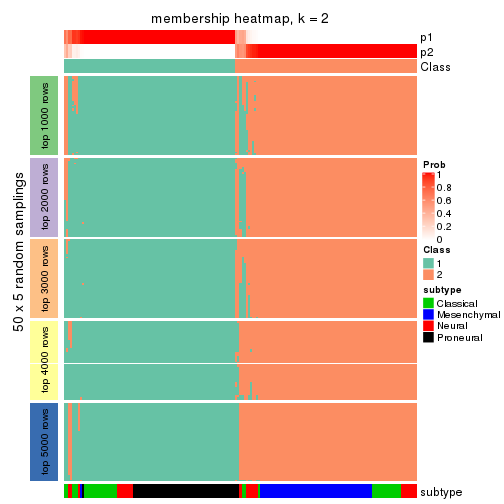 membership heatmap, k = 2
p1
p2
Class
50 x 5 random samplings
top 1000 rows
top 2000 rows
top 3000 rows
top 4000 rows
top 5000 rows
Prob
1
0.8
0.6
0.4
0.2
0
Class
1
2
subtype
Classical
Mesenchymal
Neural
Proneural
subtype